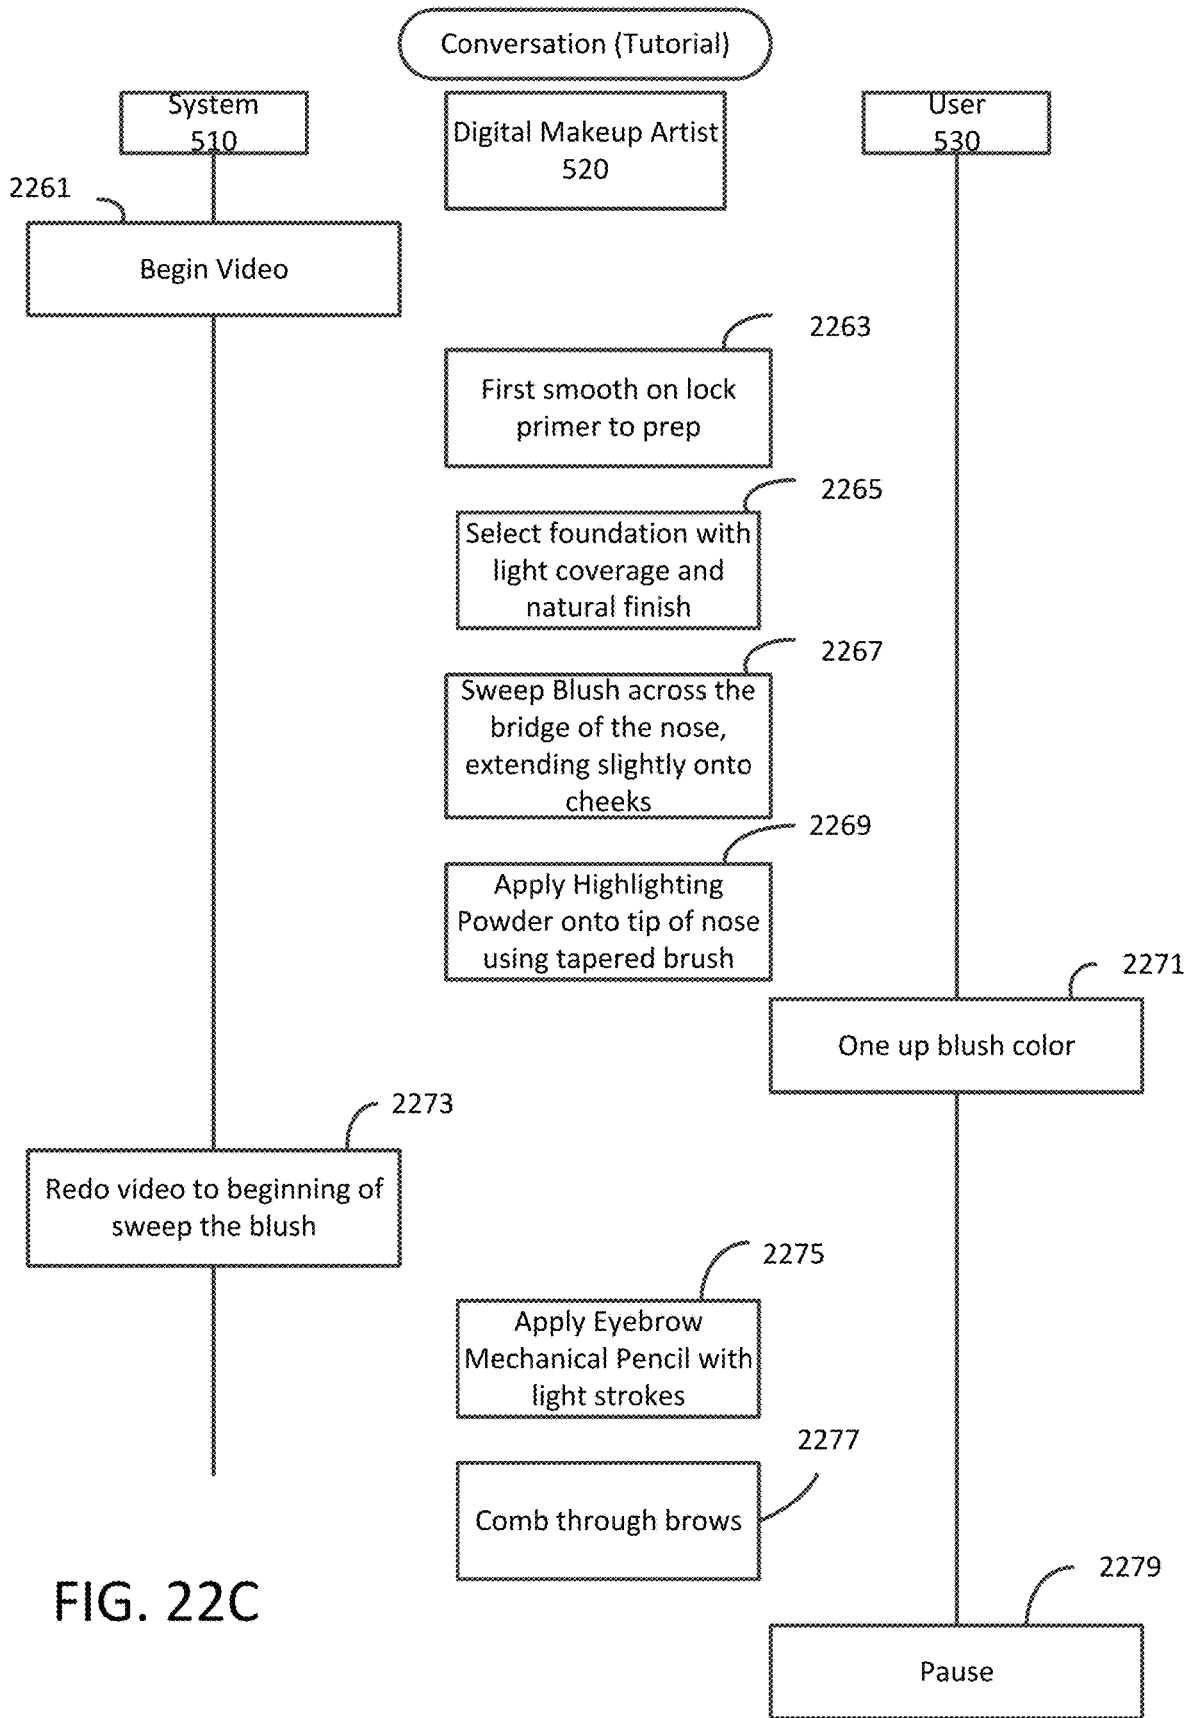 Conversation (Tutorial)
System
510
Digital Makeup Artist
520
User
530
2261
Begin Video
2263
First smooth on lock
primer to prep
2265
Select foundation with
light coverage and
natural finish
2267
Sweep Blush across the
bridge of the nose,
extending slightly onto
cheeks
2269
Apply Highlighting
Powder onto tip of nose
using tapered brush
2271
One up blush color
2273
Redo video to beginning of
sweep the blush
2275
Apply Eyebrow
Mechanical Pencil with
light strokes
2277
Comb through brows
2279
Pause
FIG. 22C